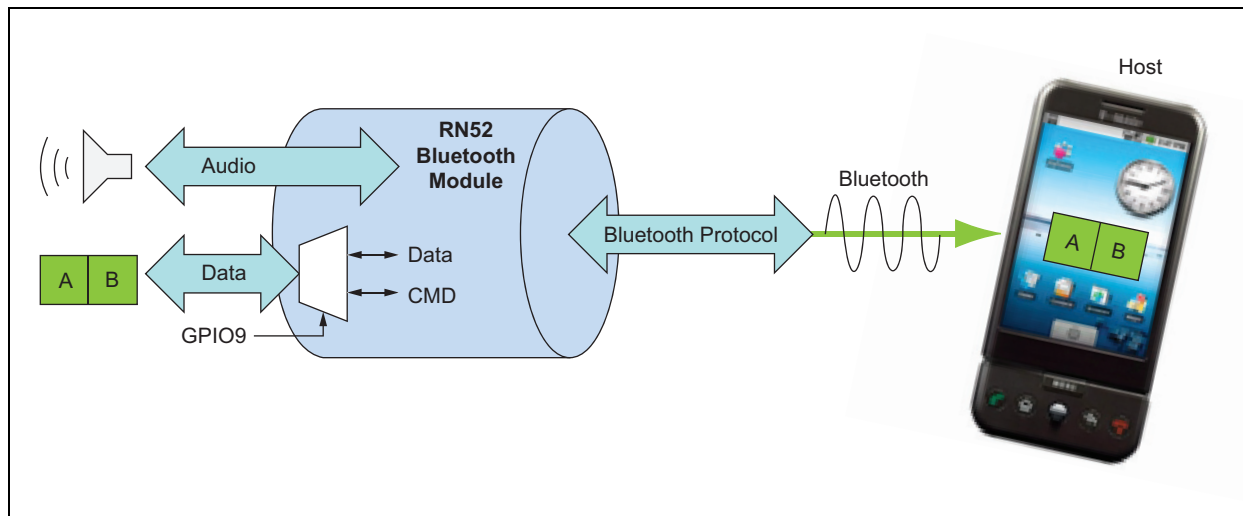 Host
RN52
Bluetooth
Module
Audio
Bluetooth
Bluetooth Protocol
A B
Data
Data
CMD
GPIO9
A B